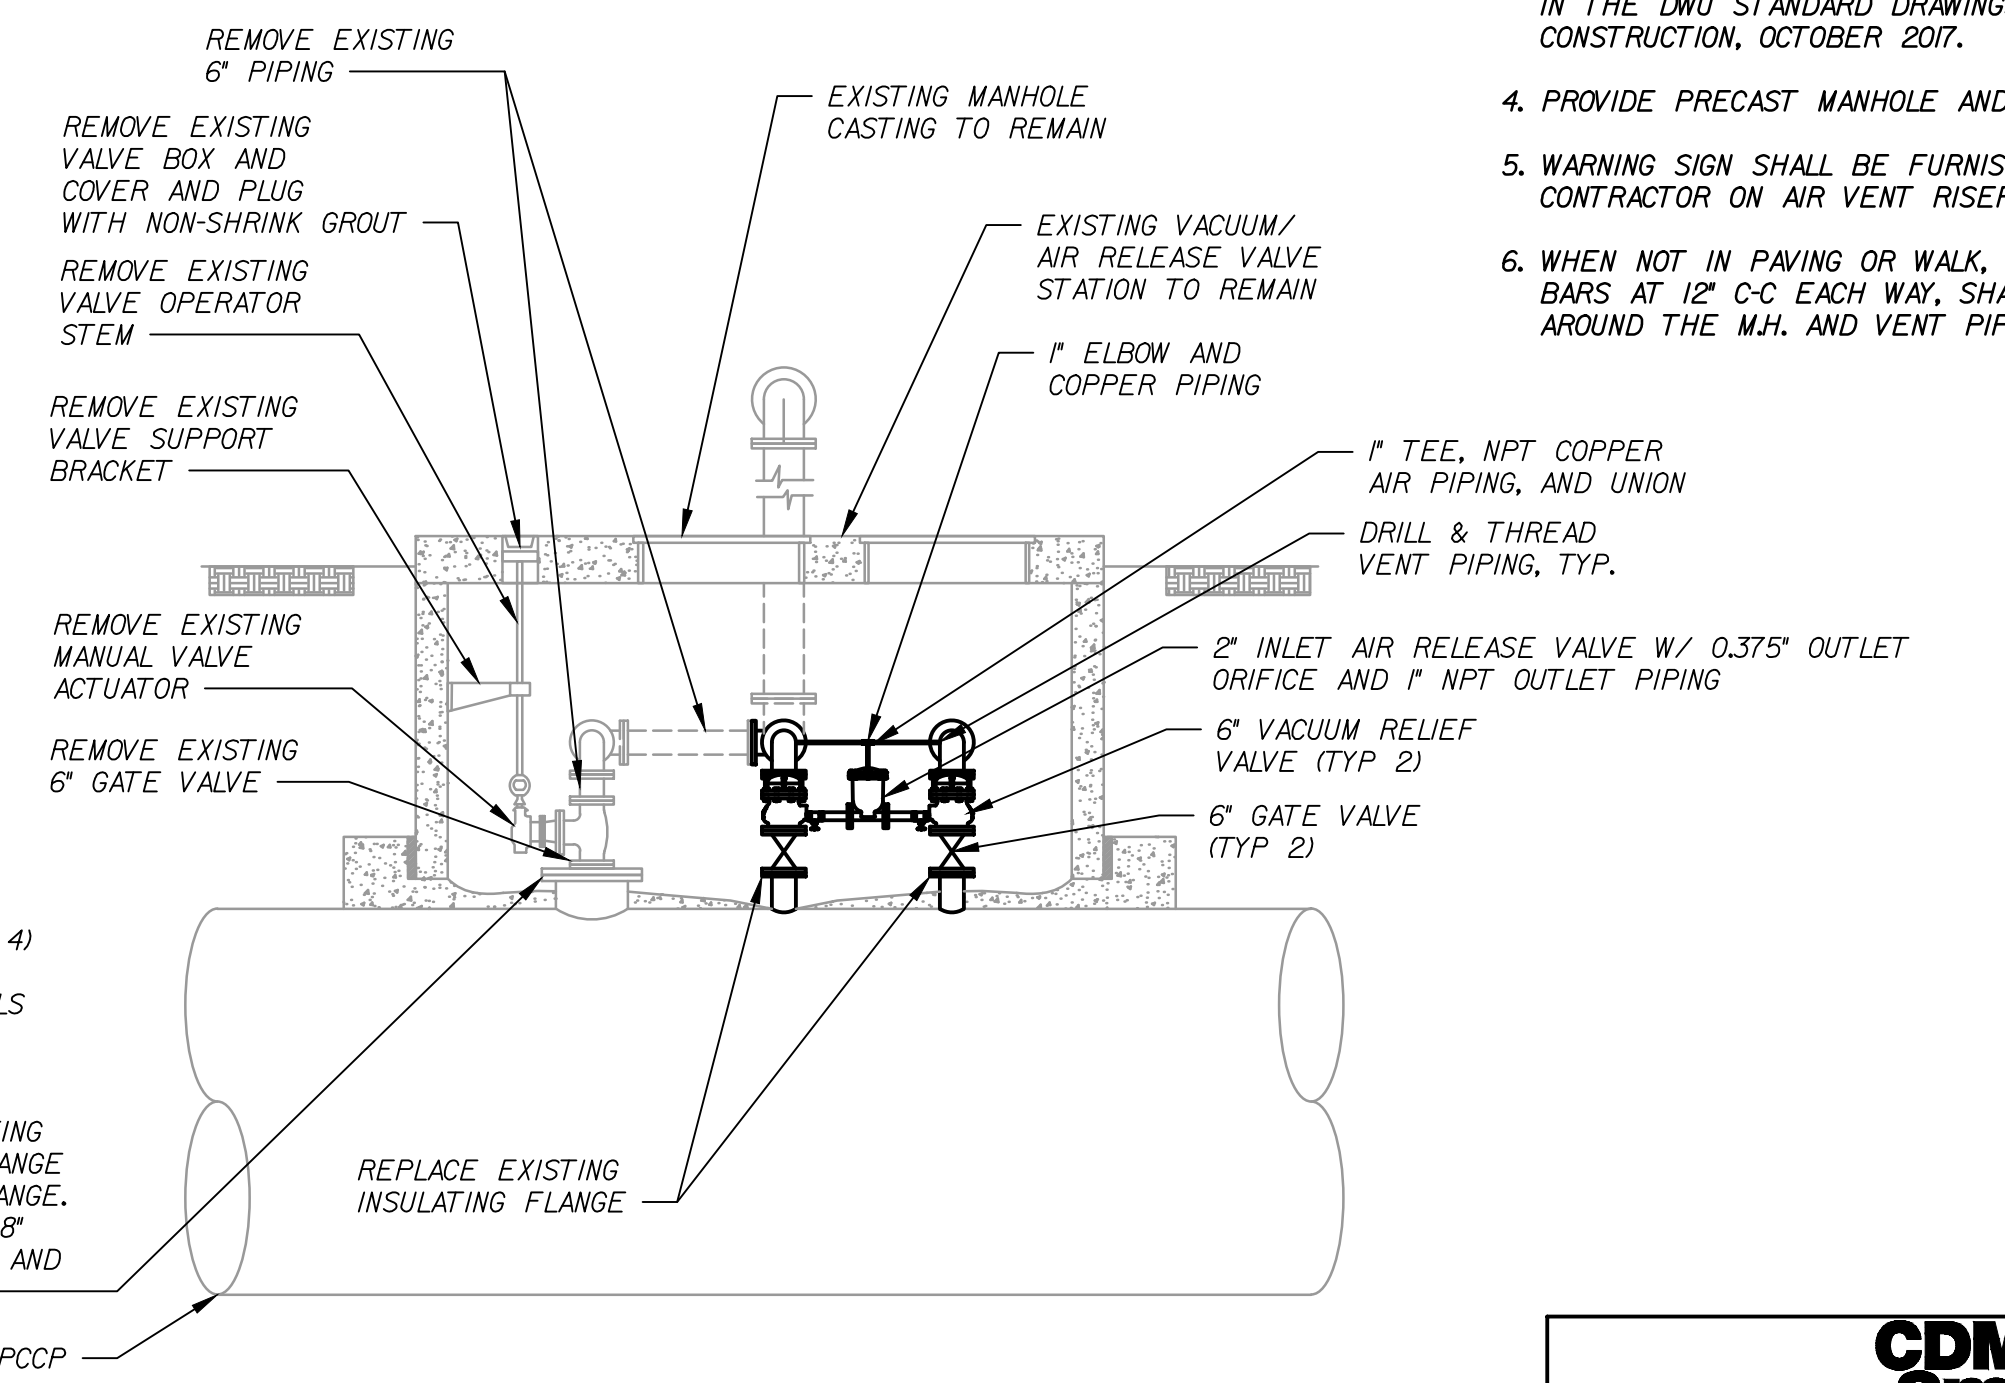 REMOVE EXISTING
6" PIPING
REMOVE EXISTING
VALVE BOX AND
COVER AND PLUG
WITH NON-SHRINK GROUT
REMOVE EXISTING
VALVE OPERATOR
STEM
REMOVE EXISTING
VALVE SUPPORT
BRACKET
REMOVE EXISTING
MANUAL VALVE
ACTUATOR
REMOVE EXISTING
6" GATE VALVE
EXISTING MANHOLE
CASTING TO REMAIN
EXISTING VACUUM/
AIR RELEASE VALVE
STATION TO REMAIN
1" ELBOW AND
COPPER PIPING
1" TEE, NPT COPPER
AIR PIPING, AND UNION
DRILL & THREAD
VENT PIPING, TYP.
2" INLET AIR RELEASE VALVE W/ 0.375" OUTLET
ORIFICE AND 1" NPT OUTLET PIPING
6" VACUUM RELIEF
VALVE (TYP 2)
6" GATE VALVE
(TYP 2)
REPLACE EXISTING
INSULATING FLANGE
4)
LS
ING
ANGE
ANGE.
8"
AND
PCCP
IN THE DWU STANDARD DRAWING
CONSTRUCTION, OCTOBER 2017.
4. PROVIDE PRECAST MANHOLE AND
5. WARNING SIGN SHALL BE FURNIS
CONTRACTOR ON AIR VENT RISER
6. WHEN NOT IN PAVING OR WALK,
BARS AT 12" C-C EACH WAY, SHA
AROUND THE M.H. AND VENT PIP
CDM